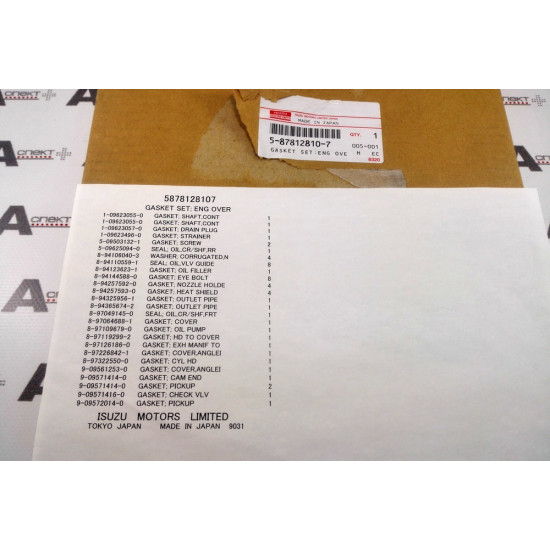 MADE IN JAPAN
QTY. 1
5-87812810-7 005-001
GASKET SET:ENG OVE M EC
8320
5878128107
GASKET SET; ENG OVER
1-09623055-0 GASKET; SHAFT,CONT 1
1-09623055-0 GASKET; SHAFT,CONT 1
1-09623057-0 GASKET; DRAIN PLUG 1
1-09623496-0 GASKET; STRAINER 1
5-09503132-1 GASKET; SCREW 2
5-09625094-0 SEAL; OIL,CR/SHF,RR 1
8-94106040-3 WASHER; CORRUGATED,N 4
8-94110559-1 SEAL; OIL,VLV GUIDE 8
8-94123623-1 GASKET; OIL FILLER 1
8-94144588-0 GASKET; EYE BOLT 8
8-94257592-0 GASKET; NOZZLE HOLDE 4
8-94257593-0 GASKET; HEAT SHIELD 4
8-94325956-1 GASKET; OUTLET PIPE 1
8-94365674-2 GASKET; OUTLET PIPE 1
8-97049145-0 SEAL; OIL,CR/SHF,FRT 1
8-97064688-1 GASKET; COVER 1
8-97109679-0 GASKET; OIL PUMP 1
8-97119299-2 GASKET; HD TO COVER 1
8-97126186-0 GASKET; EXH MANIF TO 1
8-97226842-1 GASKET; COVER,ANGLEI 1
8-97322550-0 GASKET; CYL HD 1
9-09561253-0 GASKET; COVER,ANGLEI 1
9-09571414-0 GASKET; CAM END 1
9-09571414-0 GASKET; PICKUP 2
9-09571416-0 GASKET; CHECK VLV 1
9-09572014-0 GASKET; PICKUP 1
ISUZU MOTORS LIMITED
TOKYO JAPAN MADE IN JAPAN 9031
Аспект
Аспект